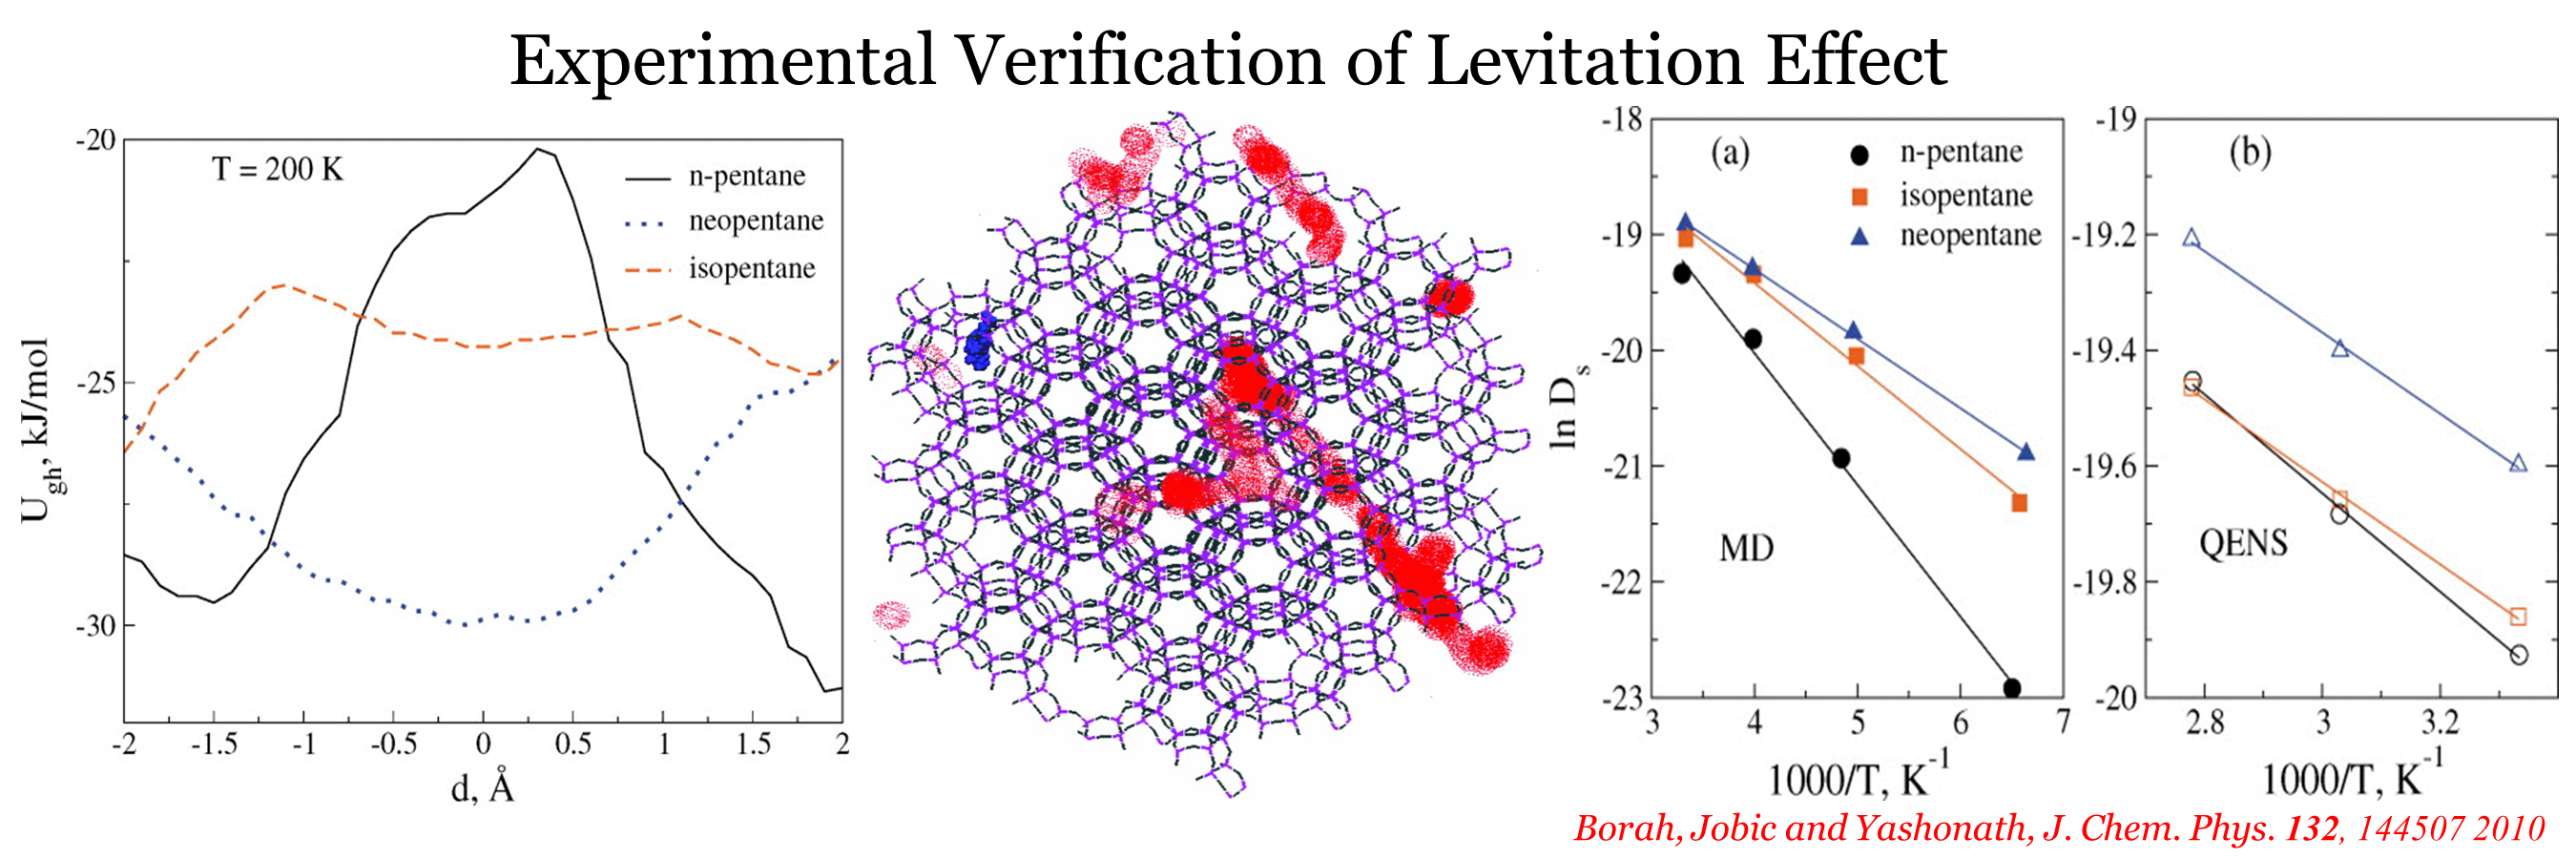 Experimental Verification of Levitation Effect
-20
-25
-30
U_gh, kJ/mol
T = 200 K
n-pentane
neopentane
isopentane
-2 -1.5 -1 -0.5 0 0.5 1 1.5 2
d, Å
-18
-19
-20
-21
-22
-23
ln D_s
(a)
n-pentane
isopentane
neopentane
MD
3 4 5 6 7
1000/T, K^-1
-19
-19.2
-19.4
-19.6
-19.8
-20
(b)
QENS
2.8 3 3.2
1000/T, K^-1
Borah, Jobic and Yashonath, J. Chem. Phys. 132, 144507 2010